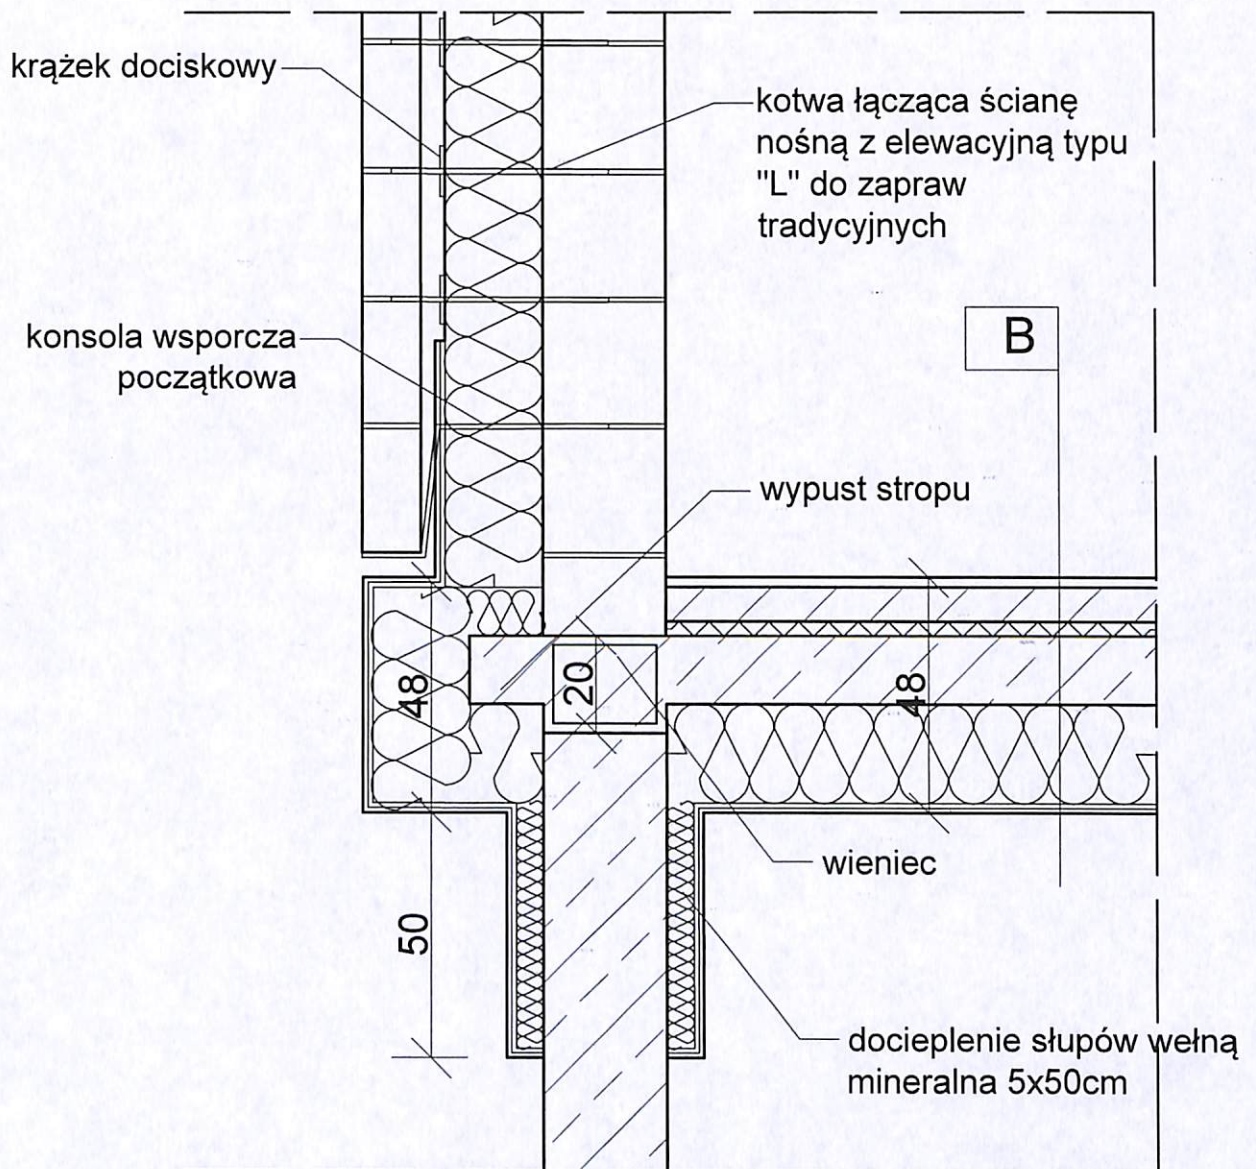 krążek dociskowy
kotwa łącząca ścianę
nośną z elewacyjną typu
"L" do zapraw
tradycyjnych
konsola wsporcza
początkowa
B
wypust stropu
48
20
48
wieniec
50
docieplenie słupów wełną
mineralna 5x50cm